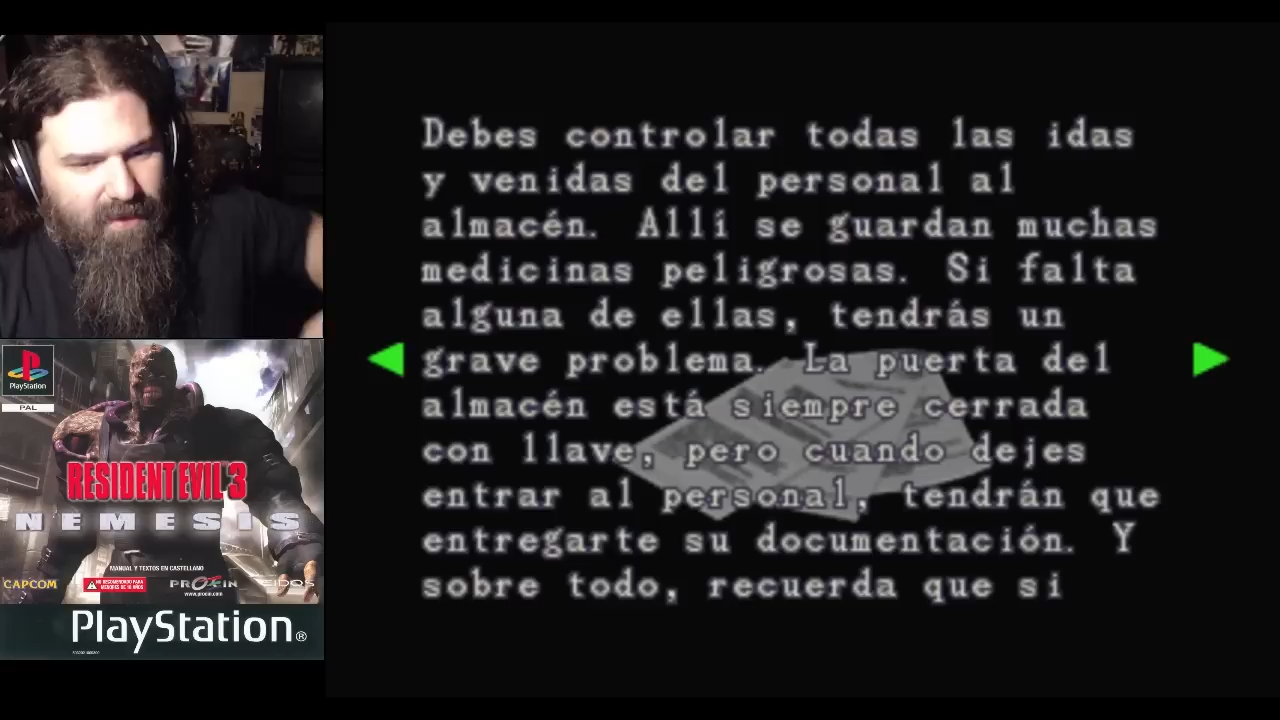 Debes controlar todas las idas
y venidas del personal al
almacén. Allí se guardan muchas
medicinas peligrosas. Si falta
alguna de ellas, tendrás un
grave problema. La puerta del
almacén está siempre cerrada
con llave, pero cuando dejes
entrar al personal, tendrán que
entregarte su documentación. Y
sobre todo, recuerda que si
PlayStation
PAL
RESIDENT EVIL 3
NEMESIS
MANUAL Y TEXTOS EN CASTELLANO
CAPCOM
PROEIN
EIDOS
PlayStation®